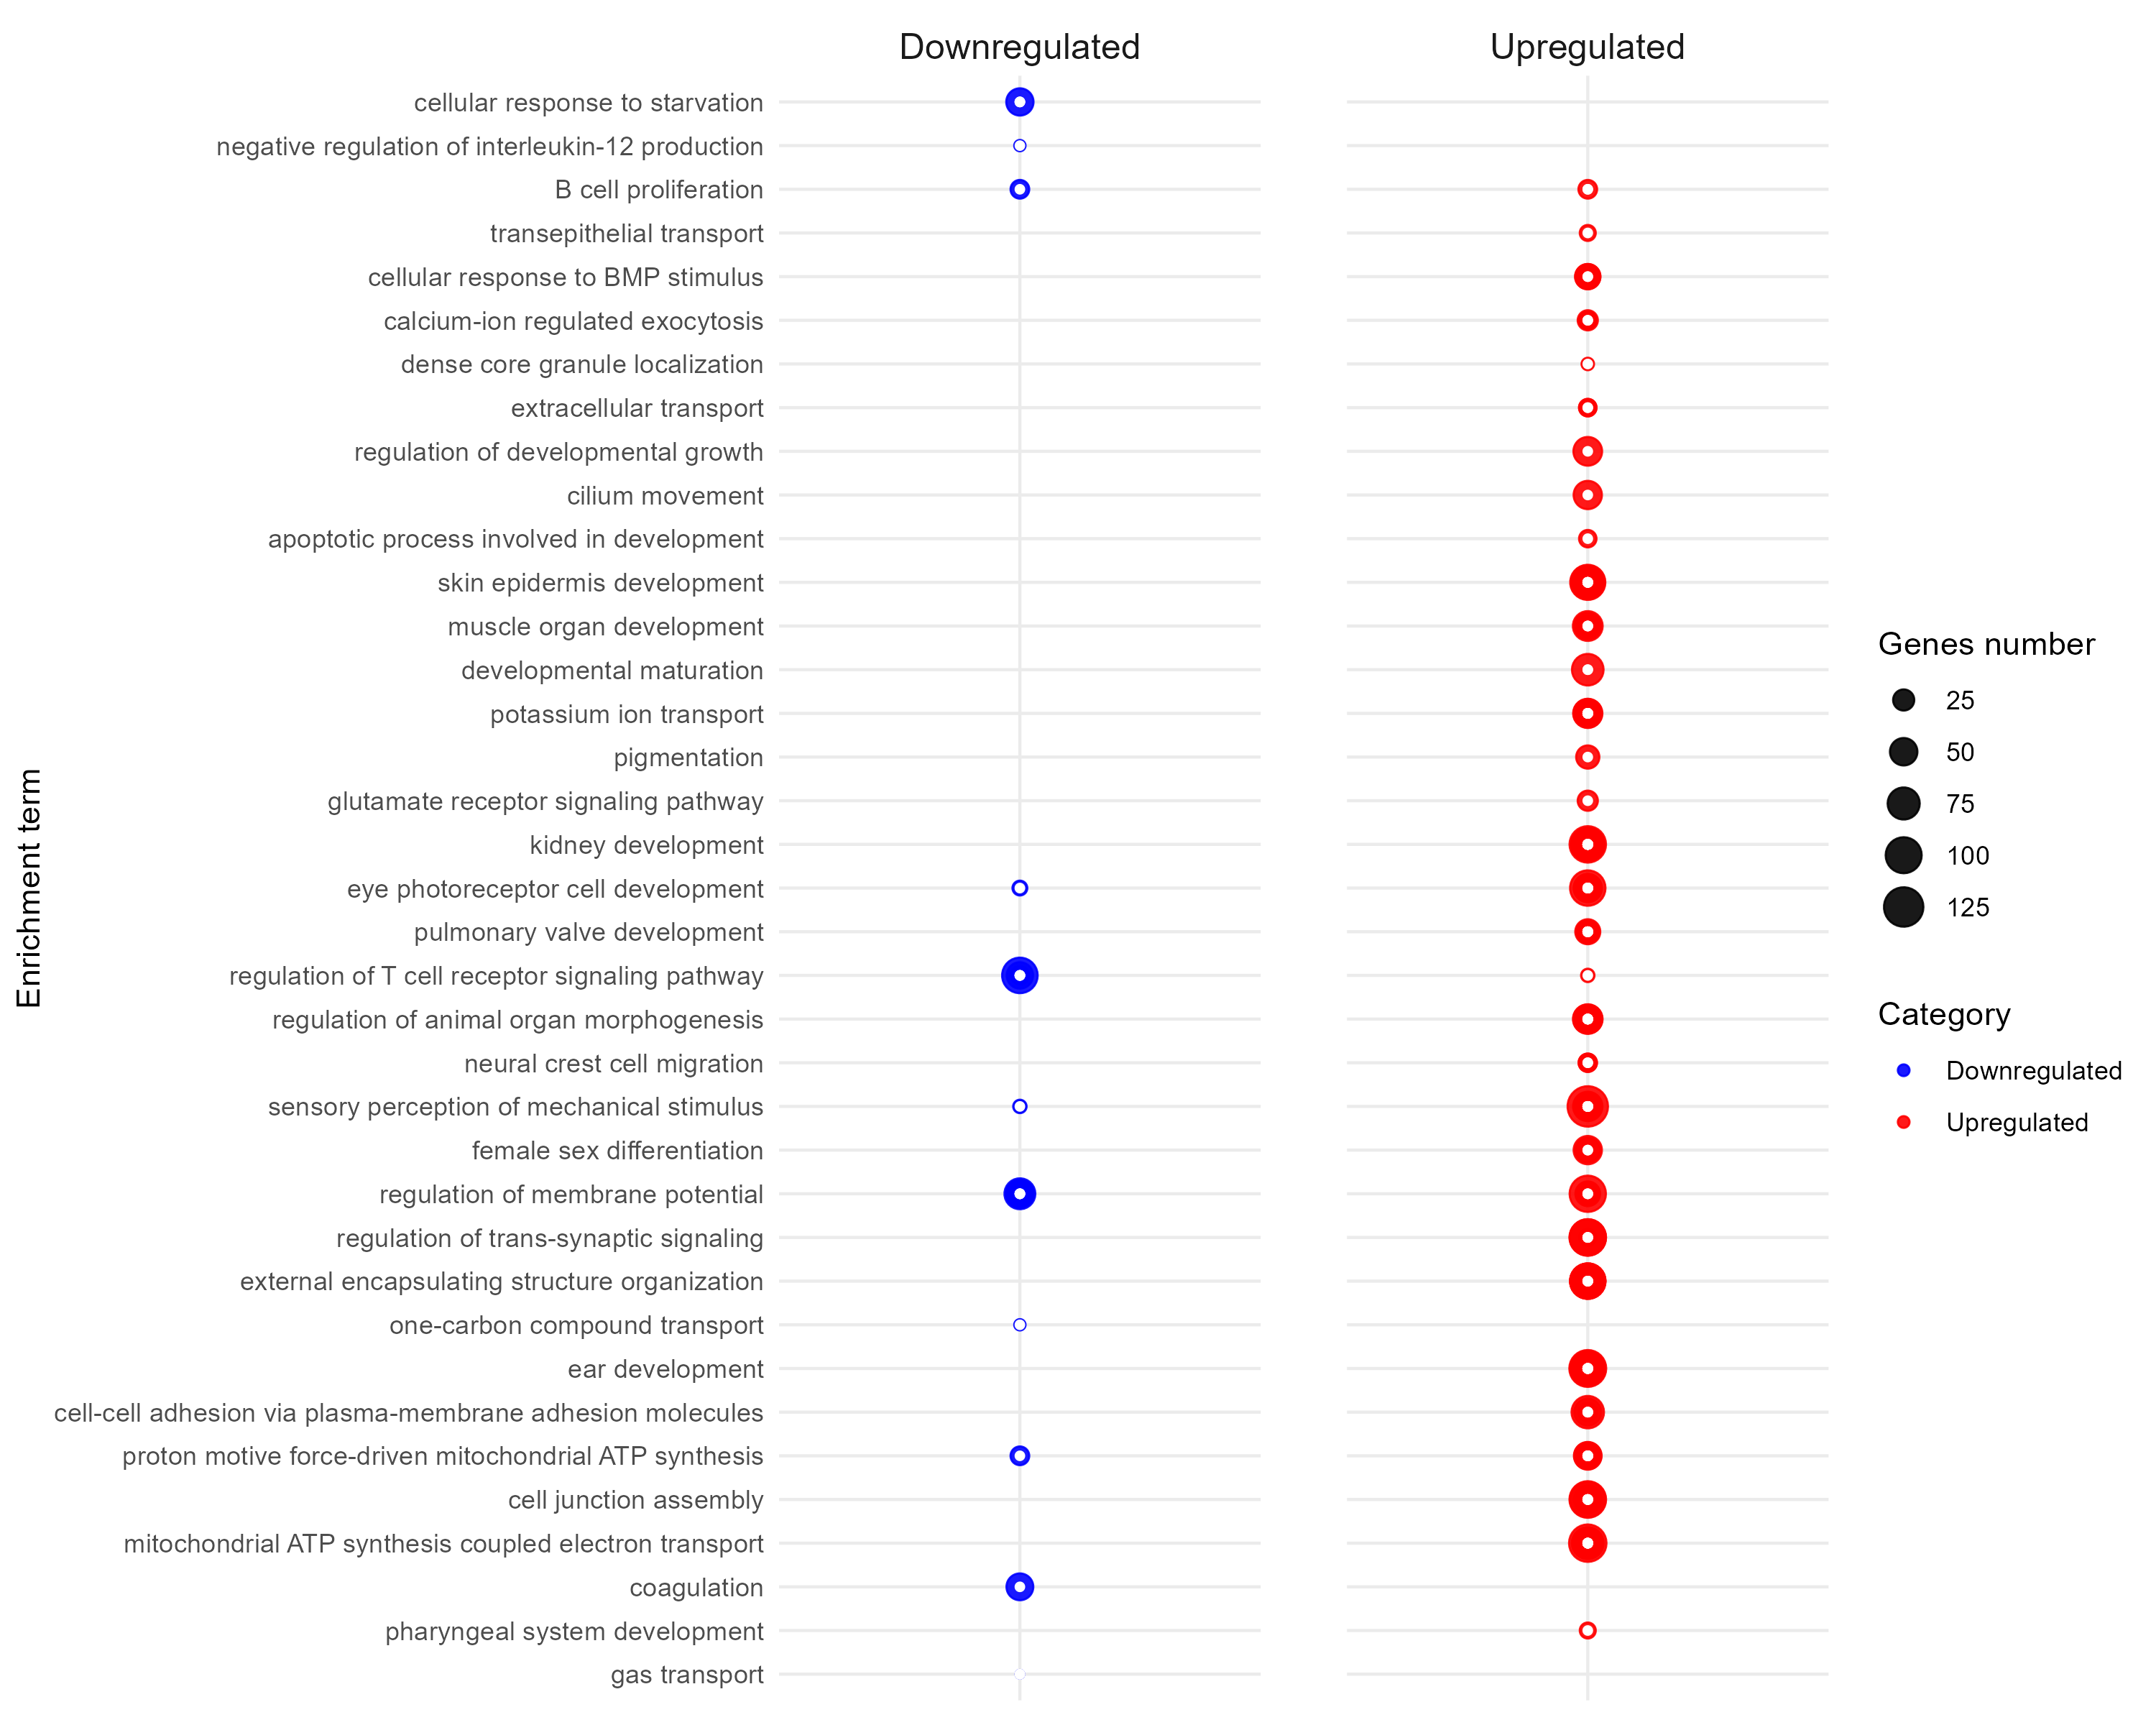 Downregulated
Upregulated
cellular response to starvation
negative regulation of interleukin-12 production
B cell proliferation
transepithelial transport
cellular response to BMP stimulus
calcium-ion regulated exocytosis
dense core granule localization
extracellular transport
regulation of developmental growth
cilium movement
apoptotic process involved in development
skin epidermis development
muscle organ development
developmental maturation
potassium ion transport
pigmentation
glutamate receptor signaling pathway
kidney development
eye photoreceptor cell development
pulmonary valve development
regulation of T cell receptor signaling pathway
regulation of animal organ morphogenesis
neural crest cell migration
sensory perception of mechanical stimulus
female sex differentiation
regulation of membrane potential
regulation of trans-synaptic signaling
external encapsulating structure organization
one-carbon compound transport
ear development
cell-cell adhesion via plasma-membrane adhesion molecules
proton motive force-driven mitochondrial ATP synthesis
cell junction assembly
mitochondrial ATP synthesis coupled electron transport
coagulation
pharyngeal system development
gas transport
Enrichment term
Genes number
25
50
75
100
125
Category
Downregulated
Upregulated